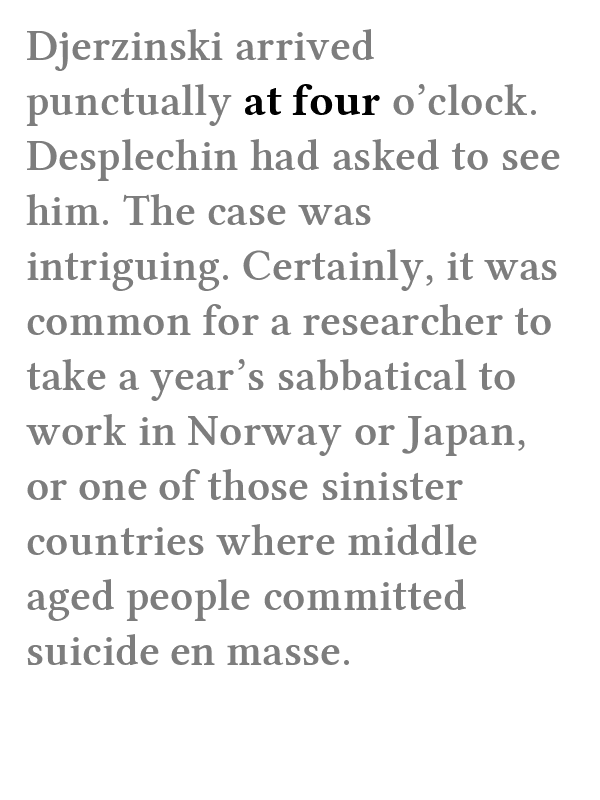 Djerzinski arrived
punctually at four o’clock.
Desplechin had asked to see
him. The case was
intriguing. Certainly, it was
common for a researcher to
take a year’s sabbatical to
work in Norway or Japan,
or one of those sinister
countries where middle
aged people committed
suicide en masse.